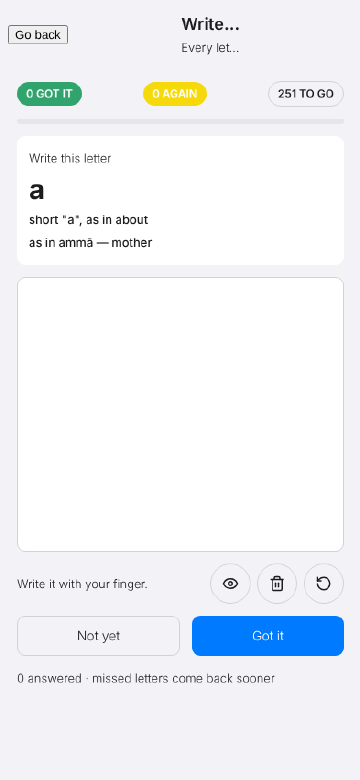 Go back
Write...
Every let...
0 GOT IT
0 AGAIN
251 TO GO
Write this letter
a
short "a", as in about
as in ammā — mother
Write it with your finger.
Not yet
Got it
0 answered · missed letters come back sooner